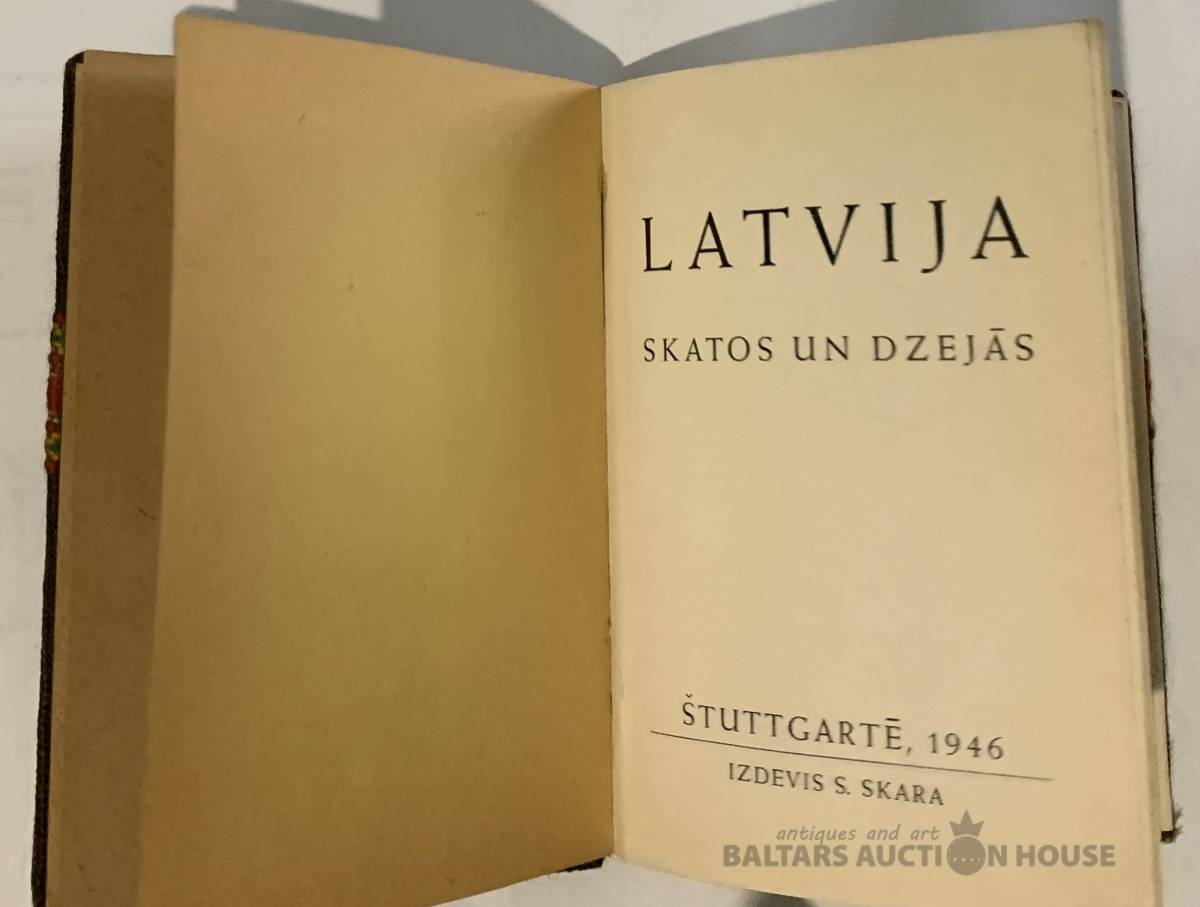 LATVIJA
SKATOS UN DZEJĀS
ŠTUTTGARTĒ, 1946
IZDEVIS S. SKARA
antiques and art
BALTARS AUCTION HOUSE